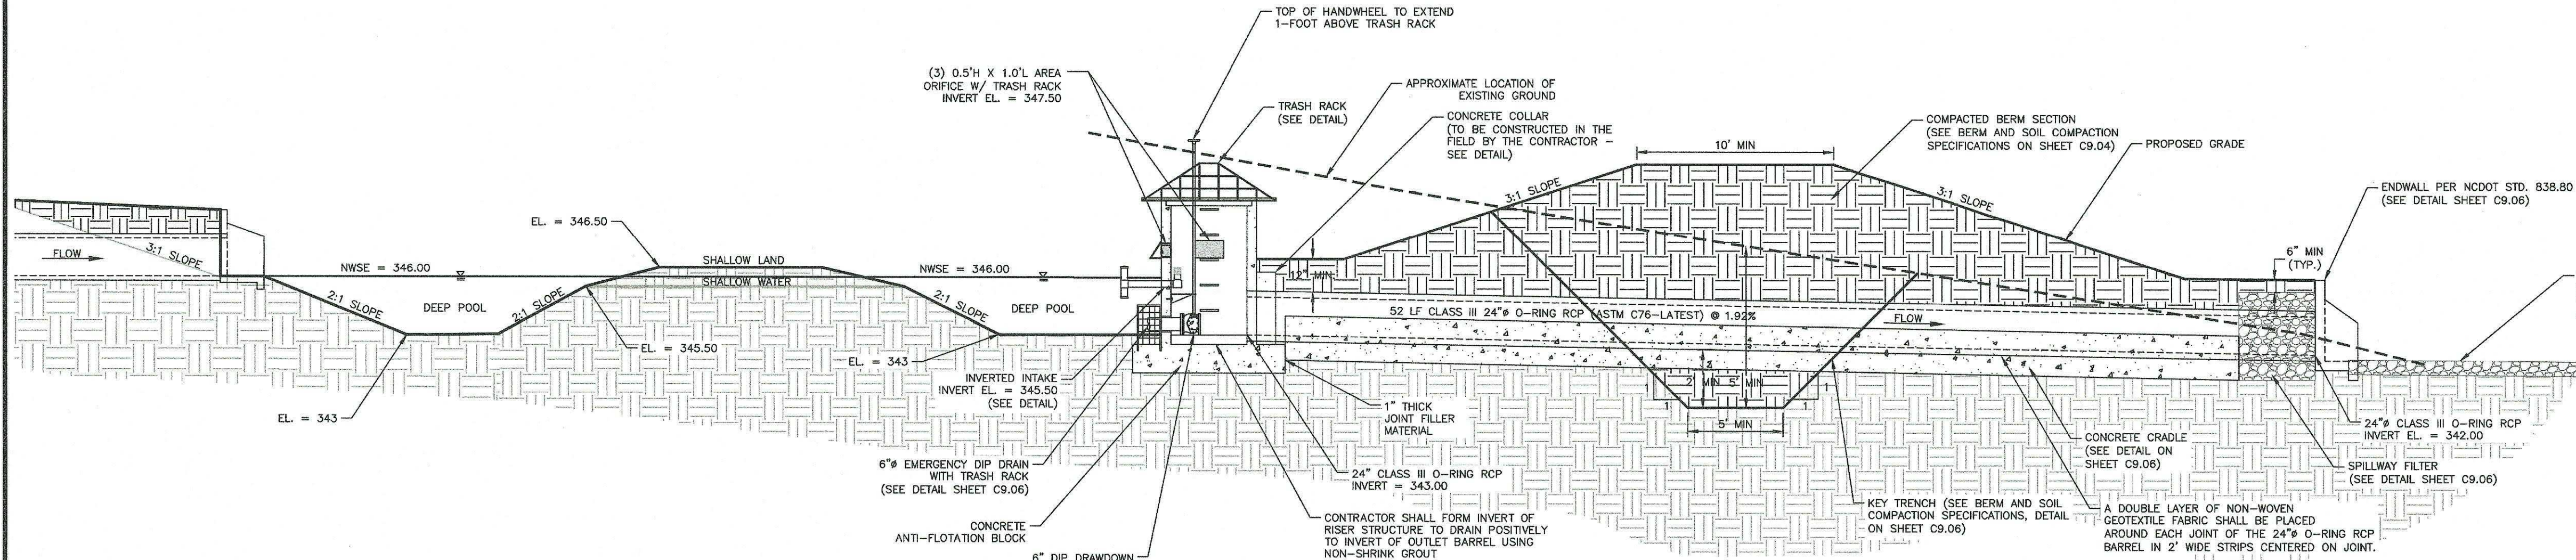 TOP OF HANDWHEEL TO EXTEND
1-FOOT ABOVE TRASH RACK
(3) 0.5'H X 1.0'L AREA
ORIFICE W/ TRASH RACK
INVERT EL. = 347.50
TRASH RACK
(SEE DETAIL)
APPROXIMATE LOCATION OF
EXISTING GROUND
CONCRETE COLLAR
(TO BE CONSTRUCTED IN THE
FIELD BY THE CONTRACTOR -
SEE DETAIL)
10' MIN
COMPACTED BERM SECTION
(SEE BERM AND SOIL COMPACTION
SPECIFICATIONS ON SHEET C9.04)
PROPOSED GRADE
ENDWALL PER NCDOT STD. 838.80
(SEE DETAIL SHEET C9.06)
3:1 SLOPE
3:1 SLOPE
6" MIN
(TYP.)
EL. = 346.50
FLOW
3:1 SLOPE
NWSE = 346.00
SHALLOW LAND
NWSE = 346.00
SHALLOW WATER
12" MIN
2:1 SLOPE
DEEP POOL
2:1 SLOPE
2:1 SLOPE
DEEP POOL
52 LF CLASS III 24"ø O-RING RCP (ASTM C76-LATEST) @ 1.92%
FLOW
EL. = 345.50
EL. = 343
EL. = 343
INVERTED INTAKE
INVERT EL. = 345.50
(SEE DETAIL)
1" THICK
JOINT FILLER
MATERIAL
2' MIN
5' MIN
1
1
1
1
5' MIN
6"ø EMERGENCY DIP DRAIN
WITH TRASH RACK
(SEE DETAIL SHEET C9.06)
24" CLASS III O-RING RCP
INVERT = 343.00
CONCRETE CRADLE
(SEE DETAIL ON
SHEET C9.06)
24"ø CLASS III O-RING RCP
INVERT EL. = 342.00
SPILLWAY FILTER
(SEE DETAIL SHEET C9.06)
CONCRETE
ANTI-FLOTATION BLOCK
CONTRACTOR SHALL FORM INVERT OF
RISER STRUCTURE TO DRAIN POSITIVELY
TO INVERT OF OUTLET BARREL USING
NON-SHRINK GROUT
KEY TRENCH (SEE BERM AND SOIL
COMPACTION SPECIFICATIONS, DETAIL
ON SHEET C9.06)
A DOUBLE LAYER OF NON-WOVEN
GEOTEXTILE FABRIC SHALL BE PLACED
AROUND EACH JOINT OF THE 24"ø O-RING RCP
BARREL IN 2' WIDE STRIPS CENTERED ON JOINT.
6" DIP DRAWDOWN